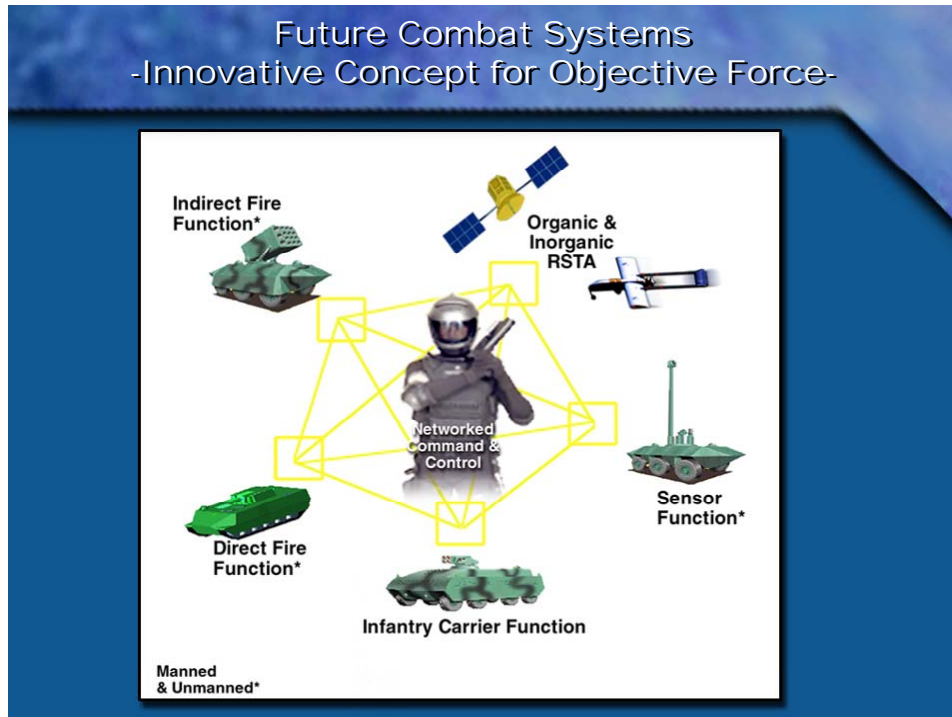 Future Combat Systems
-Innovative Concept for Objective Force-
Indirect Fire
Function*
Organic &
Inorganic
RSTA
Networked
Command &
Control
Sensor
Function*
Direct Fire
Function*
Infantry Carrier Function
Manned
& Unmanned*